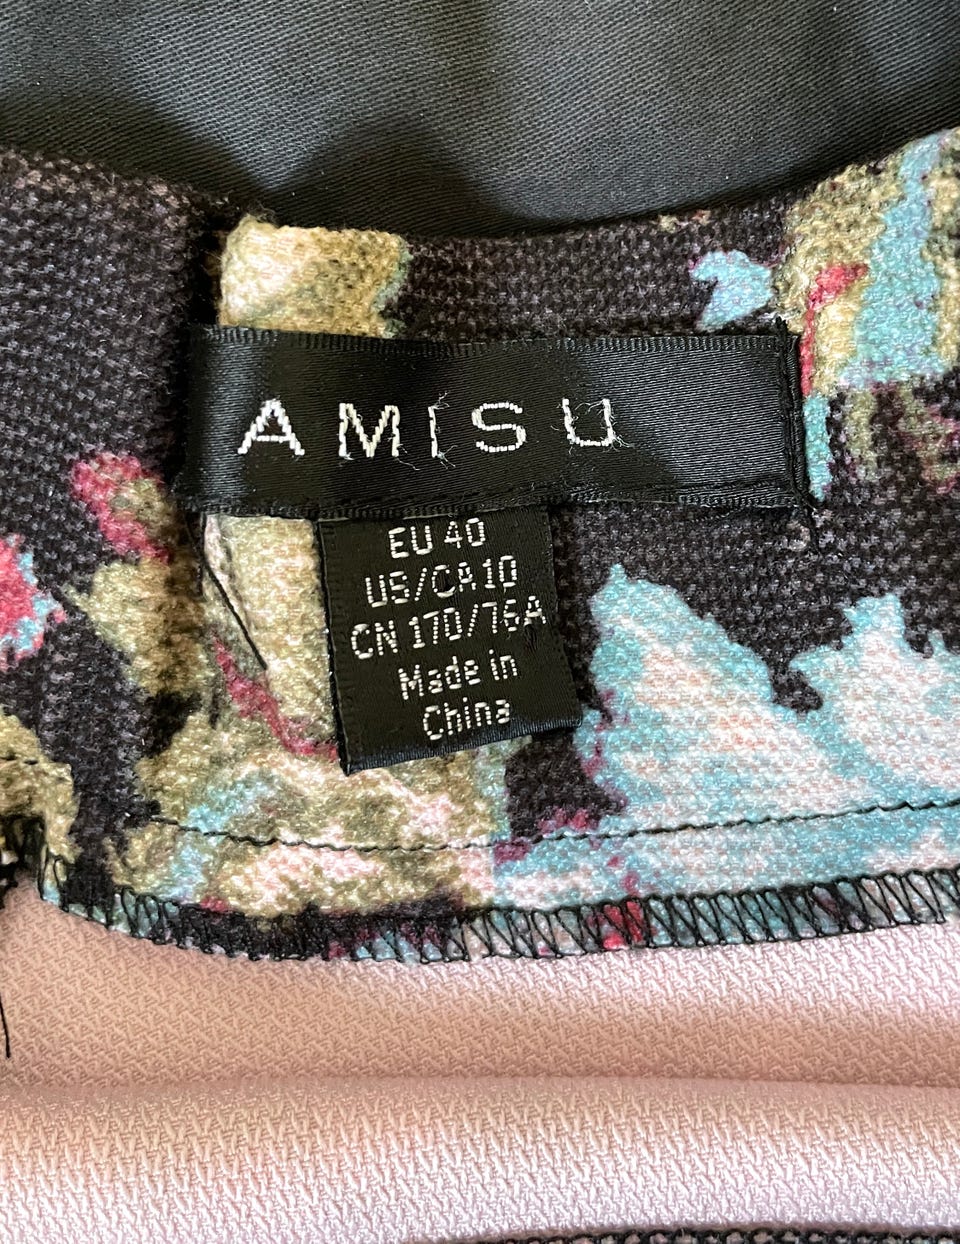 AMISU
EU 40
US/CA 10
CN 170/76A
Made in
China